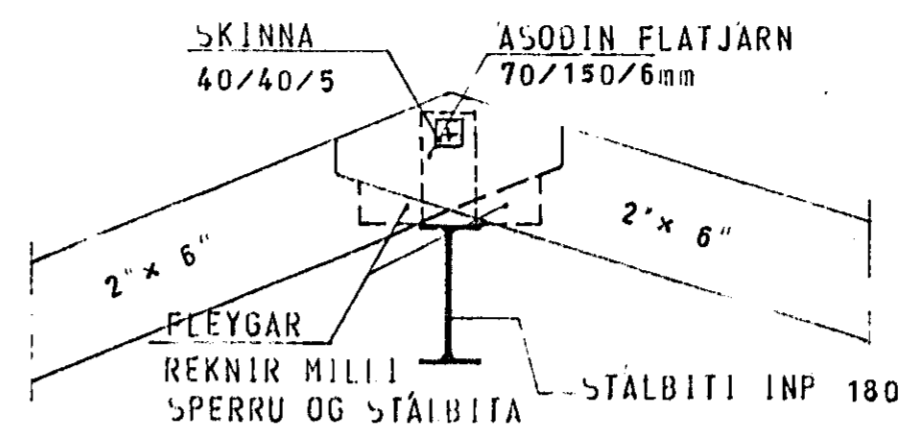 SKINNA
40/40/5
ÁSOÐIN FLATJÁRN
70/150/6mm
2" x 6"
2" x 6"
FLEYGAR
REKNIR MILLI
SPERRU OG STÁLBITA
STÁLBITI INP 180